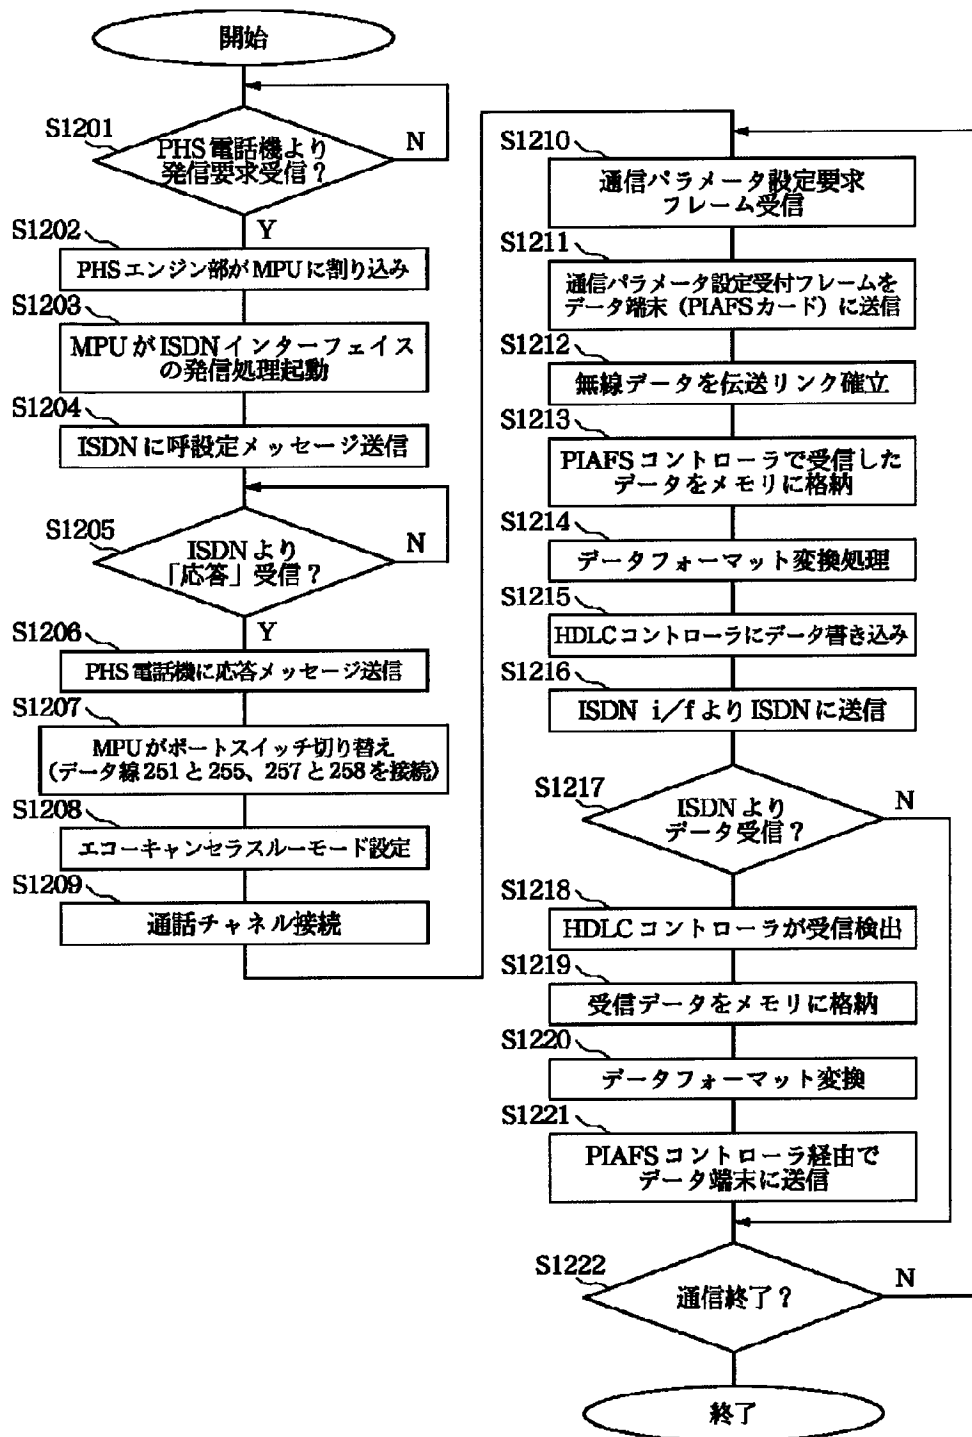 開始
S1201
PHS電話機より
発信要求受信？
N
Y
S1202
PHSエンジン部がMPUに割り込み
S1203
MPUがISDNインターフェイス
の発信処理起動
S1204
ISDNに呼設定メッセージ送信
S1205
ISDNより
「応答」受信？
N
Y
S1206
PHS電話機に応答メッセージ送信
S1207
MPUがポートスイッチ切り替え
(データ線251と255、257と258を接続)
S1208
エコーキャンセラスルーモード設定
S1209
通話チャネル接続
S1210
通信パラメータ設定要求
フレーム受信
S1211
通信パラメータ設定受付フレームを
データ端末（PIAFSカード）に送信
S1212
無線データを伝送リンク確立
S1213
PIAFSコントローラで受信した
データをメモリに格納
S1214
データフォーマット変換処理
S1215
HDLCコントローラにデータ書き込み
S1216
ISDN i／fよりISDNに送信
S1217
ISDNより
データ受信？
N
S1218
HDLCコントローラが受信検出
S1219
受信データをメモリに格納
S1220
データフォーマット変換
S1221
PIAFSコントローラ経由で
データ端末に送信
S1222
通信終了？
N
終了